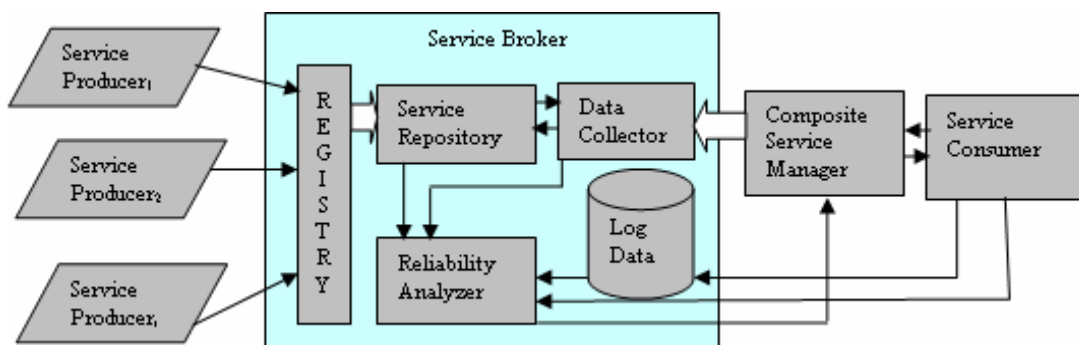 Service Broker
Service
Producer₁
Service
Producer₂
Service
Producerᵢ
R
E
G
I
S
T
R
Y
Service
Repository
Data
Collector
Log
Data
Reliability
Analyzer
Composite
Service
Manager
Service
Consumer